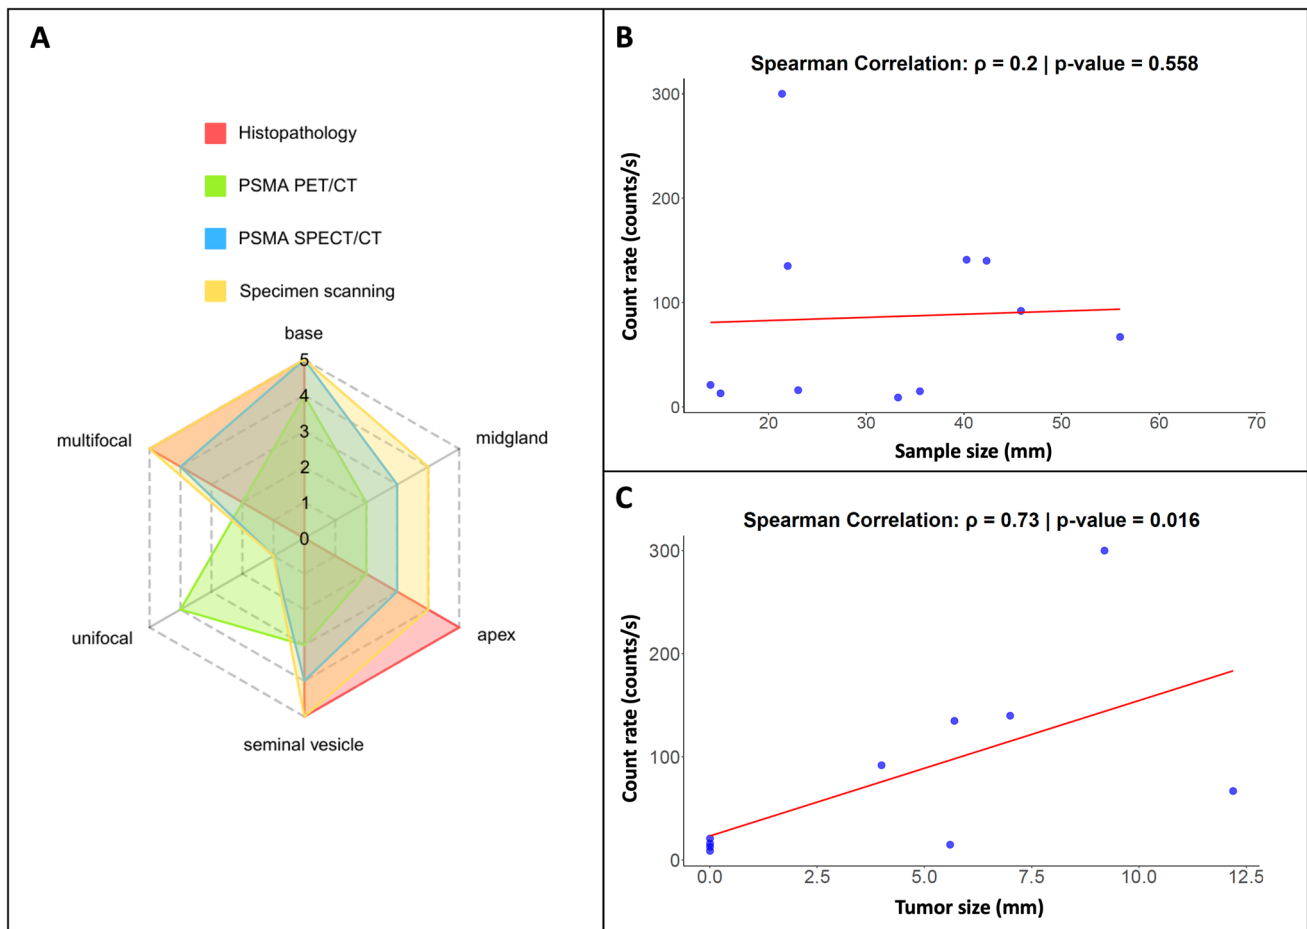 A
Histopathology
PSMA PET/CT
PSMA SPECT/CT
Specimen scanning
base
5
4
3
2
1
0
multifocal
midgland
unifocal
apex
seminal vesicle
B
Spearman Correlation: ρ = 0.2 | p-value = 0.558
300
200
100
0
Count rate (counts/s)
20
30
40
50
60
70
Sample size (mm)
C
Spearman Correlation: ρ = 0.73 | p-value = 0.016
300
200
100
0
Count rate (counts/s)
0.0
2.5
5.0
7.5
10.0
12.5
Tumor size (mm)